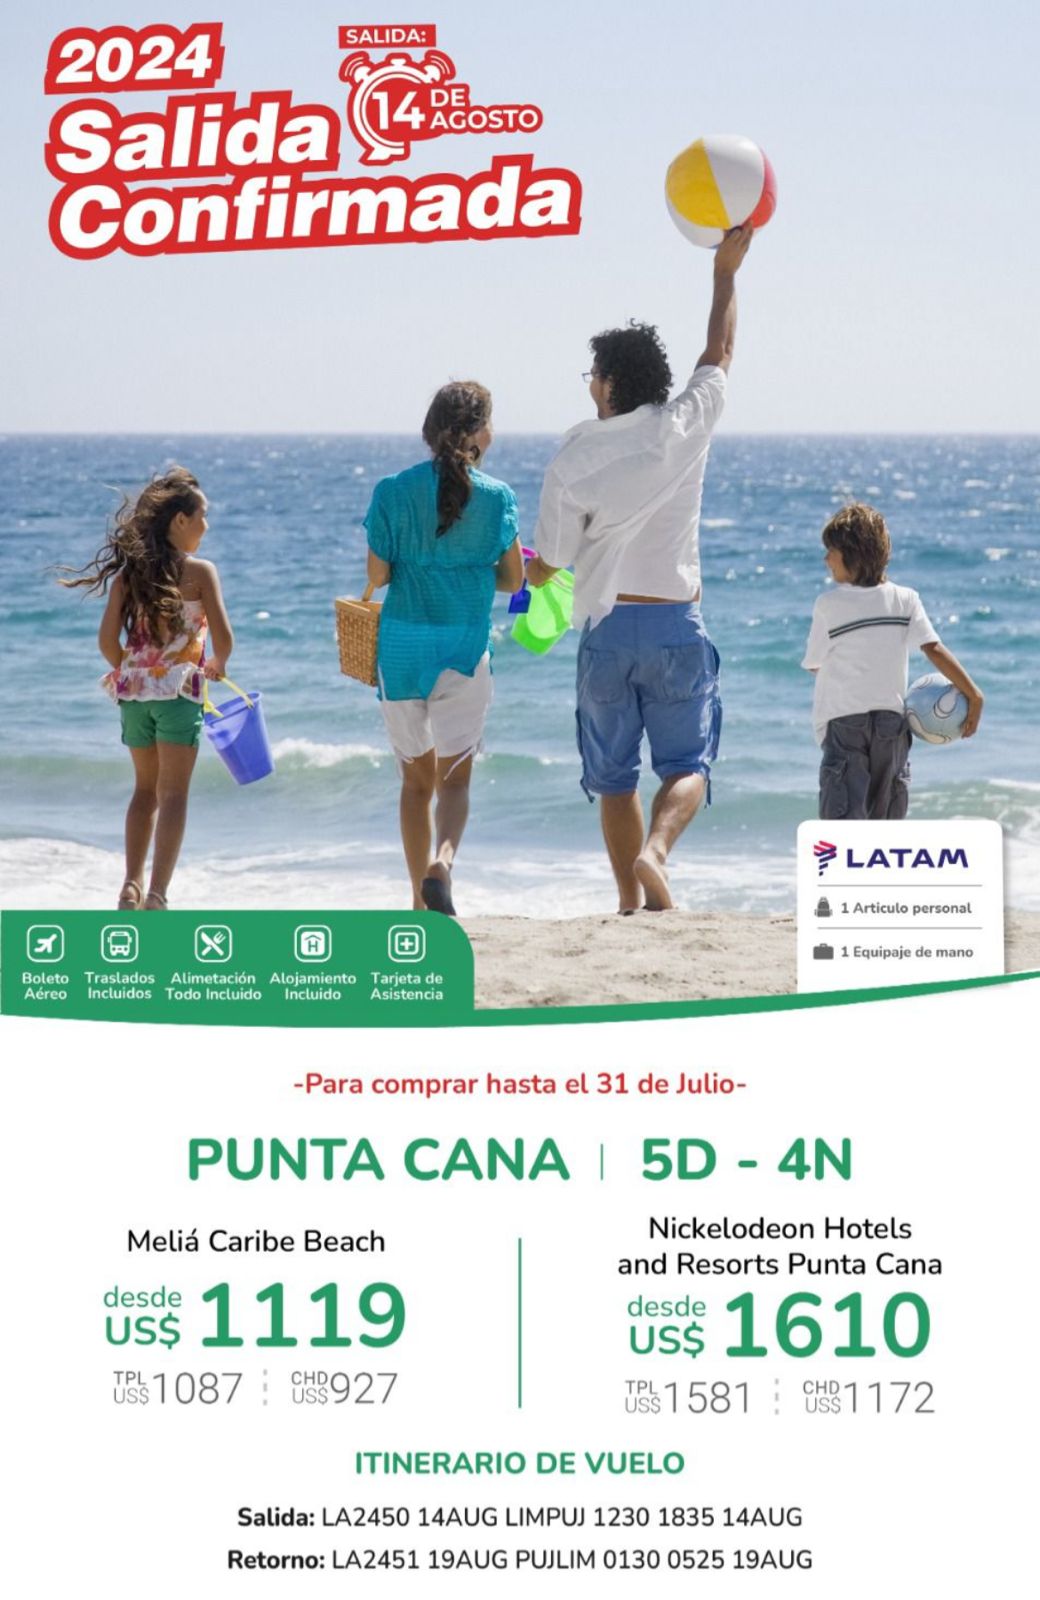 2024
Salida
Confirmada
SALIDA:
14 DE
AGOSTO
LATAM
1 Articulo personal
1 Equipaje de mano
Boleto
Aéreo
Traslados
Incluidos
Alimetación
Todo Incluido
Alojamiento
Incluido
Tarjeta de
Asistencia
-Para comprar hasta el 31 de Julio-
PUNTA CANA | 5D - 4N
Meliá Caribe Beach
desde
US$ 1119
TPL
US$ 1087
CHD
US$ 927
Nickelodeon Hotels
and Resorts Punta Cana
desde
US$ 1610
TPL
US$ 1581
CHD
US$ 1172
ITINERARIO DE VUELO
Salida: LA2450 14AUG LIMPUJ 1230 1835 14AUG
Retorno: LA2451 19AUG PUJLIM 0130 0525 19AUG